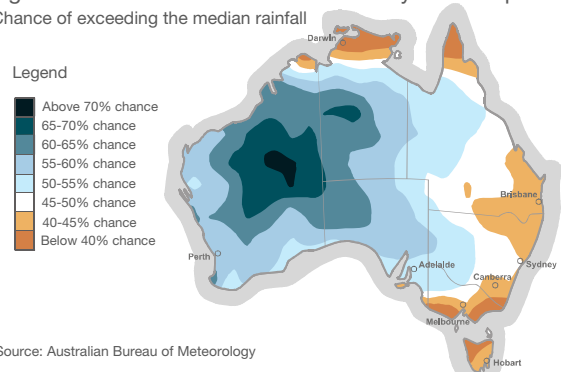 Chance of exceeding the median rainfall
Darwin
Legend
Above 70% chance
65-70% chance
60-65% chance
55-60% chance
50-55% chance
45-50% chance
40-45% chance
Below 40% chance
Brisbane
Perth
Adelaide
Sydney
Canberra
Melbourne
Source: Australian Bureau of Meteorology
Hobart